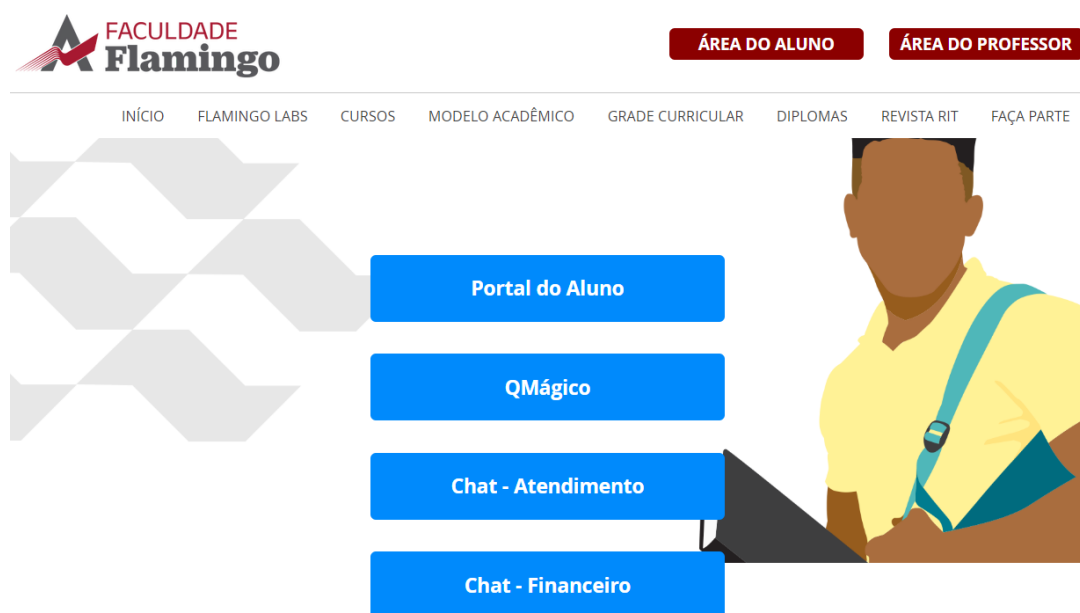 FACULDADE
Flamingo
ÁREA DO ALUNO
ÁREA DO PROFESSOR
INÍCIO FLAMINGO LABS CURSOS MODELO ACADÊMICO GRADE CURRICULAR DIPLOMAS REVISTA RIT FAÇA PARTE
Portal do Aluno
QMágico
Chat - Atendimento
Chat - Financeiro